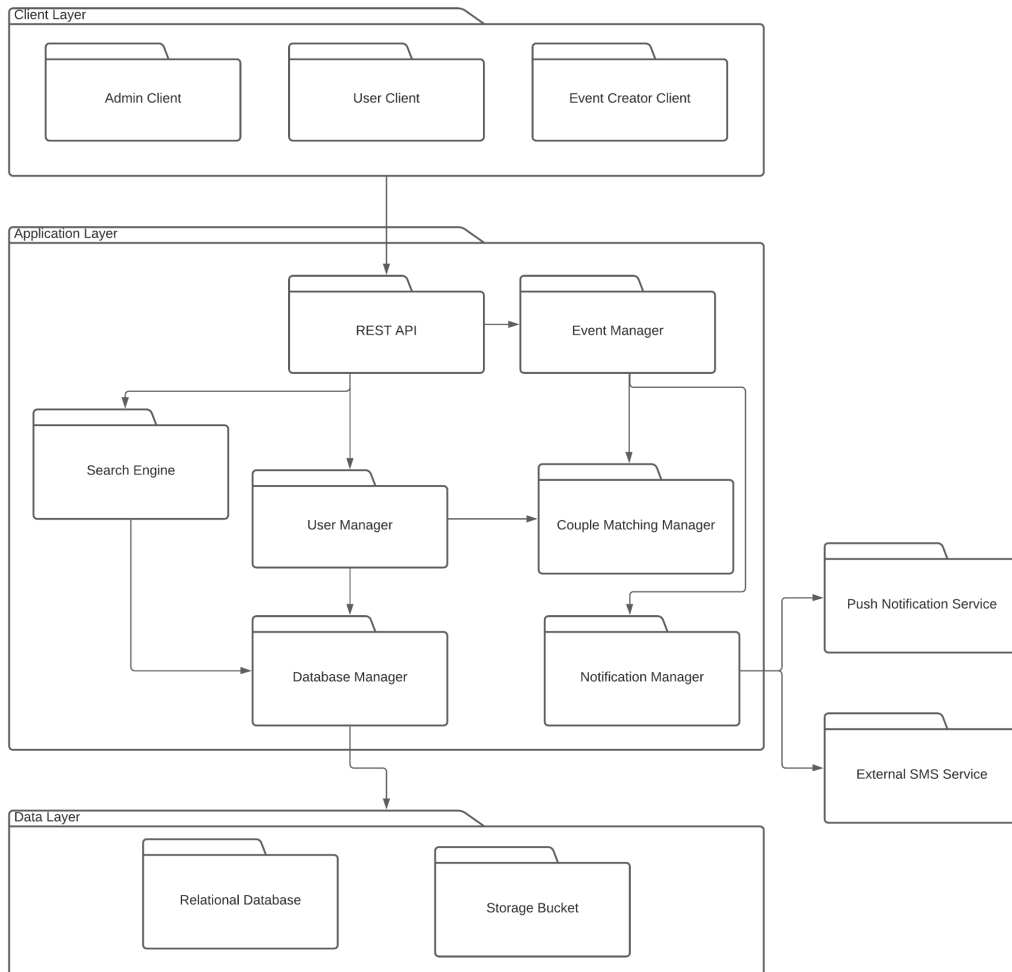 Client Layer
Admin Client
User Client
Event Creator Client
Application Layer
REST API
Event Manager
Search Engine
User Manager
Couple Matching Manager
Push Notification Service
Database Manager
Notification Manager
External SMS Service
Data Layer
Relational Database
Storage Bucket